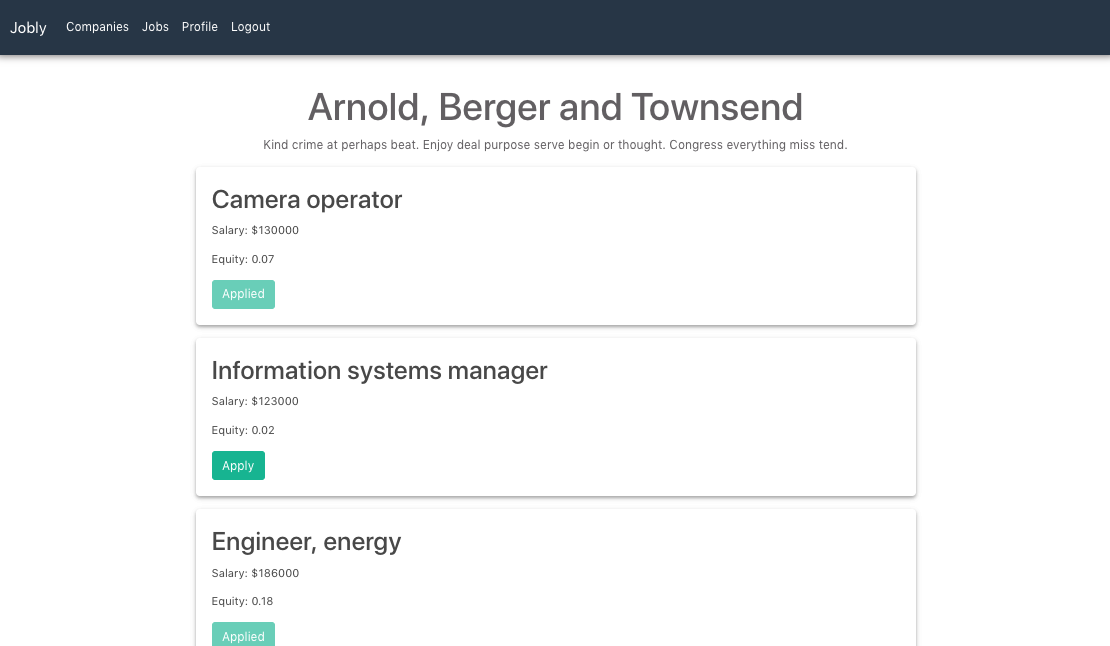 Jobly Companies Jobs Profile Logout
Arnold, Berger and Townsend
Kind crime at perhaps beat. Enjoy deal purpose serve begin or thought. Congress everything miss tend.
Camera operator
Salary: $130000
Equity: 0.07
Applied
Information systems manager
Salary: $123000
Equity: 0.02
Apply
Engineer, energy
Salary: $186000
Equity: 0.18
Applied